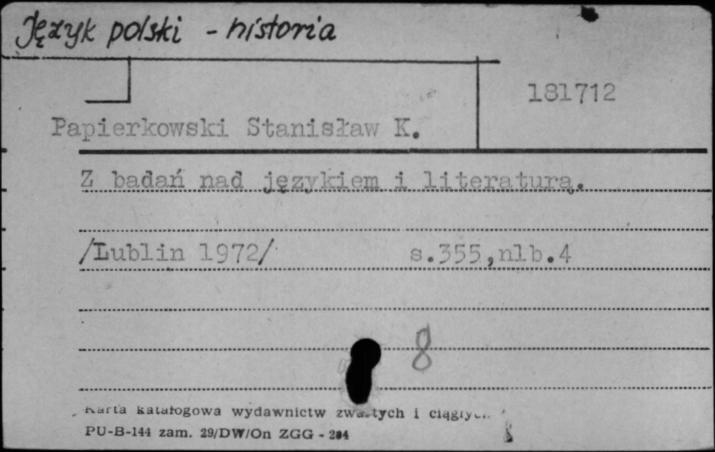 Język polski - historia
181712
Papierkowski Stanisław K.
Z badań nad językiem i literaturą.
/Lublin 1972/ s.355,nlb.4
8
Karta katalogowa wydawnictw zwartych i ciągłych
PU-B-144 zam. 29/DW/On ZGG - 204